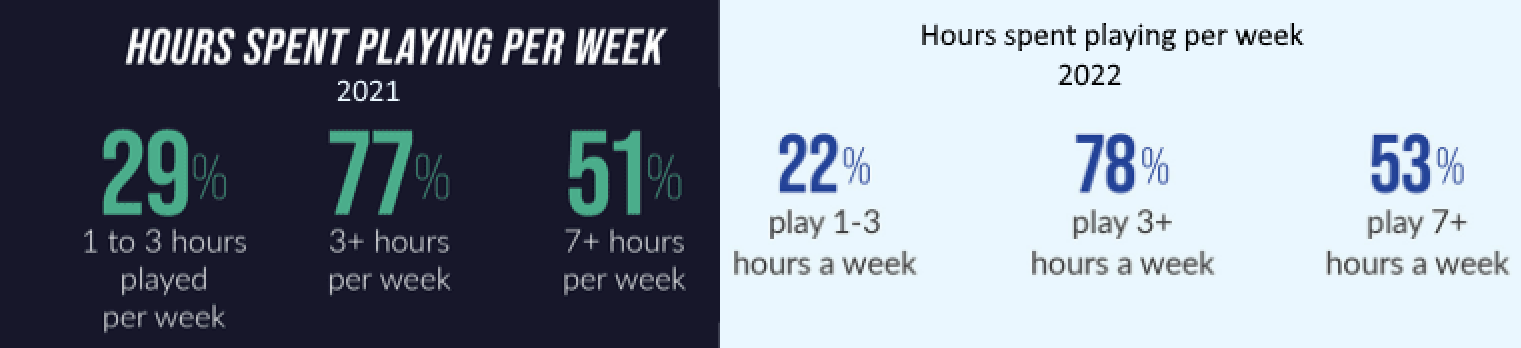 HOURS SPENT PLAYING PER WEEK
2021
29%
1 to 3 hours
played
per week
77%
3+ hours
per week
51%
7+ hours
per week
Hours spent playing per week
2022
22%
play 1-3
hours a week
78%
play 3+
hours a week
53%
play 7+
hours a week